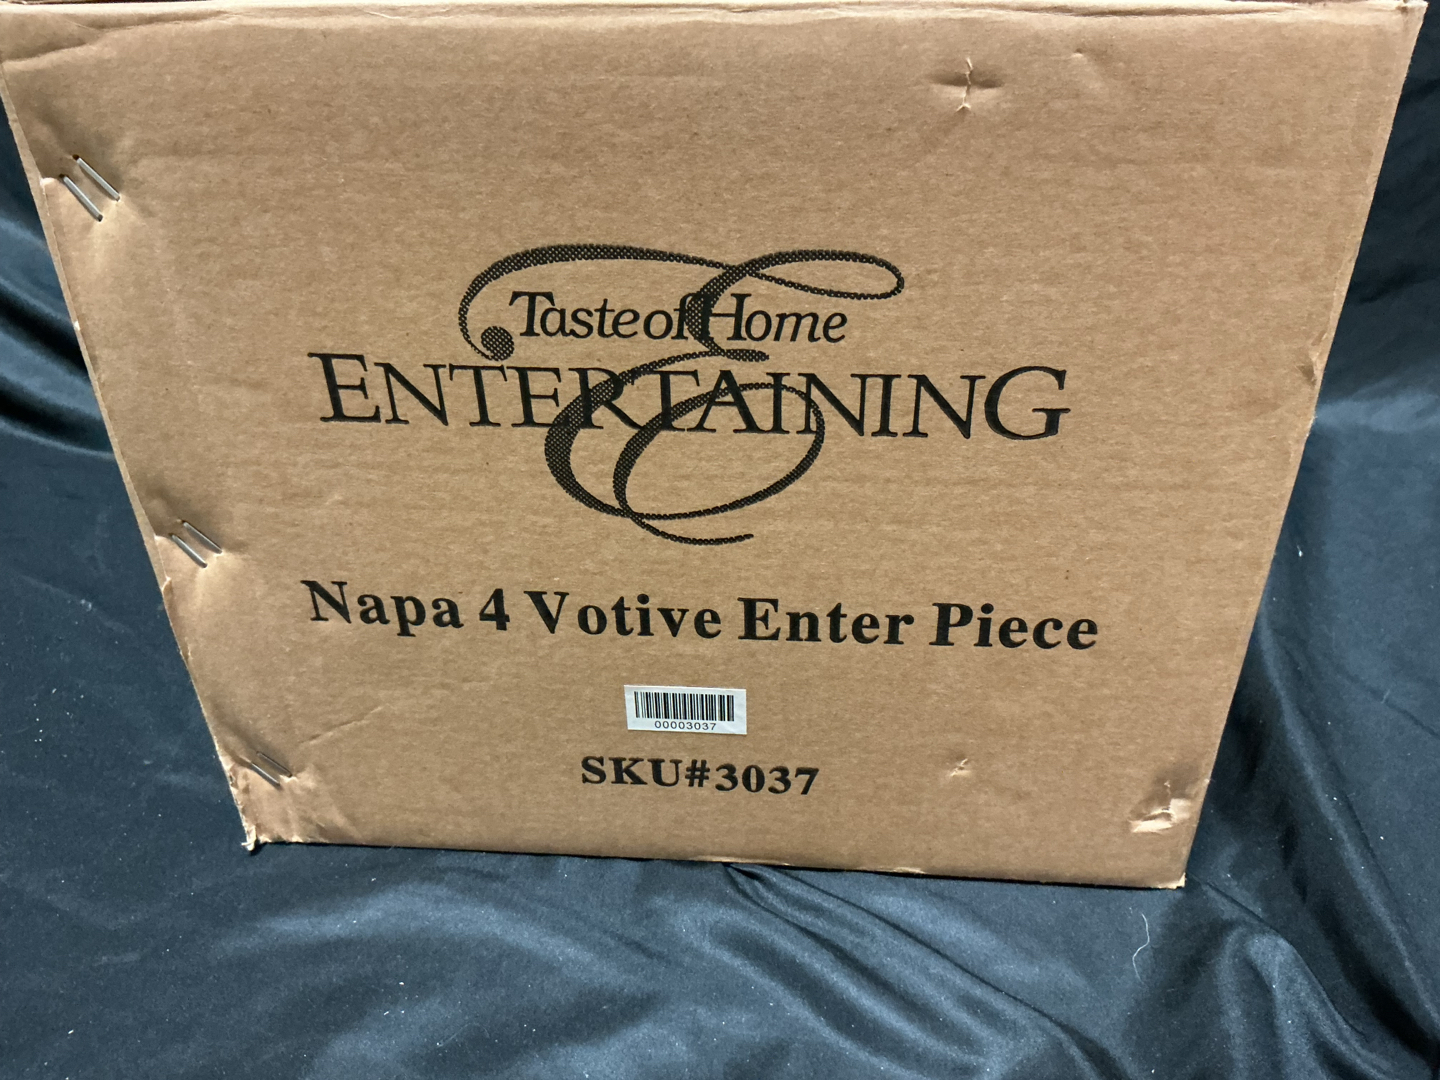 Taste of Home
ENTERTAINING
Napa 4 Votive Enter Piece
00003037
SKU#3037